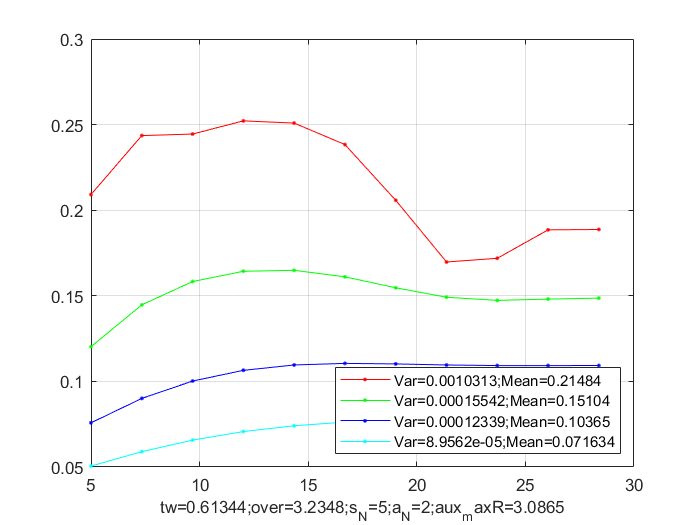 0.3
0.25
0.2
0.15
0.1
0.05
5 10 15 20 25 30
Var=0.0010313;Mean=0.21484
Var=0.00015542;Mean=0.15104
Var=0.00012339;Mean=0.10365
Var=8.9562e-05;Mean=0.071634
tw=0.61344;over=3.2348;s_N=5;a_N=2;aux_maxR=3.0865